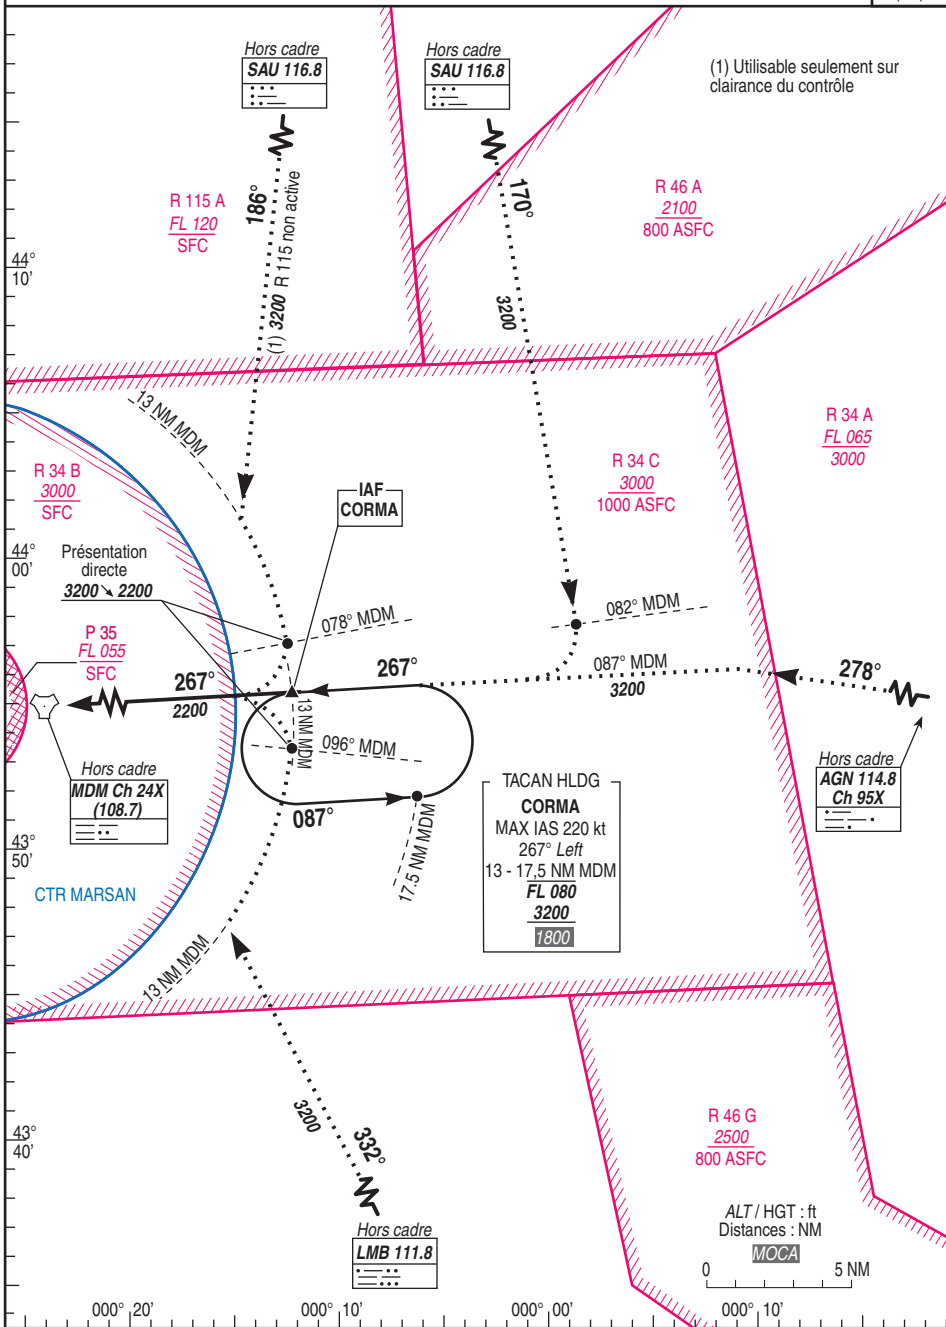 Hors cadre
SAU 116.8
Hors cadre
SAU 116.8
(1) Utilisable seulement sur
clairance du contrôle
R 115 A
FL 120
SFC
186°
(1) 3200 R 115 non active
170°
3200
R 46 A
2100
800 ASFC
44°
10'
13 NM MDM
R 34 B
3000
SFC
R 34 C
3000
1000 ASFC
R 34 A
FL 065
3000
IAF
CORMA
44°
00'
Présentation
directe
3200 ↘ 2200
078° MDM
082° MDM
P 35
FL 055
SFC
267°
2200
267°
087° MDM
3200
278°
13 NM MDM
096° MDM
Hors cadre
MDM Ch 24X
(108.7)
087°
17.5 NM MDM
TACAN HLDG
CORMA
MAX IAS 220 kt
267° Left
13 - 17,5 NM MDM
FL 080
3200
1800
Hors cadre
AGN 114.8
Ch 95X
43°
50'
CTR MARSAN
13 NM MDM
3200
332°
43°
40'
R 46 G
2500
800 ASFC
Hors cadre
LMB 111.8
ALT / HGT : ft
Distances : NM
MOCA
0 5 NM
000° 20' 000° 10' 000° 00' 000° 10'